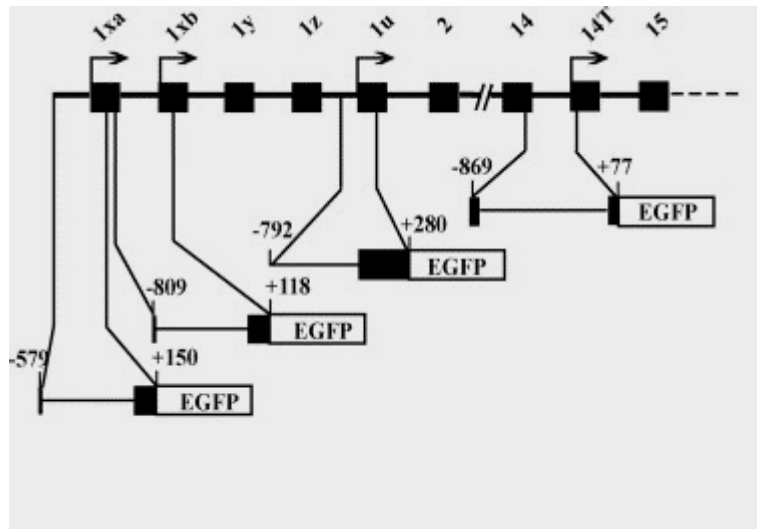 1xa 1xb 1y 1z 1u 2 14 14T 15
-869 +77
EGFP
-792 +280
EGFP
-809 +118
EGFP
-579 +150
EGFP